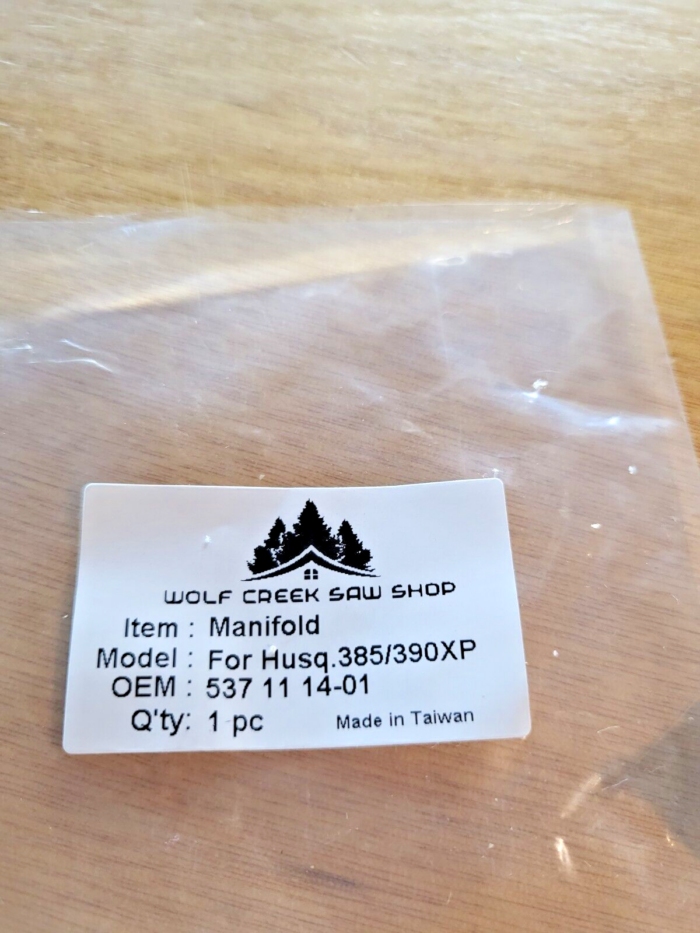 WOLF CREEK SAW SHOP
Item : Manifold
Model : For Husq.385/390XP
OEM : 537 11 14-01
Q'ty: 1 pc Made in Taiwan